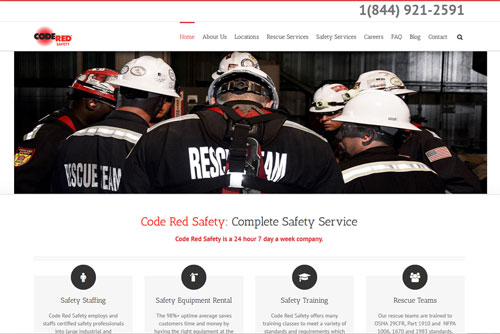 1(844) 921-2591
CODE RED
SAFETY
Home About Us Locations Rescue Services Safety Services Careers FAQ Blog Contact
RESCUE TEAM
RESCUE TEAM
Code Red Safety: Complete Safety Service
Code Red Safety is a 24 hour 7 day a week company.
Safety Staffing
Code Red Safety employs and
staffs certified safety professionals
into large industrial and
Safety Equipment Rental
The 98%+ uptime average saves
customers time and money by
having the right equipment at the
Safety Training
Code Red Safety offers many
training classes to meet a variety of
standards and requirements which
Rescue Teams
Our rescue teams are trained to
OSHA 29CFR, Part 1910 and NFPA
1006, 1670 and 1983 standards.